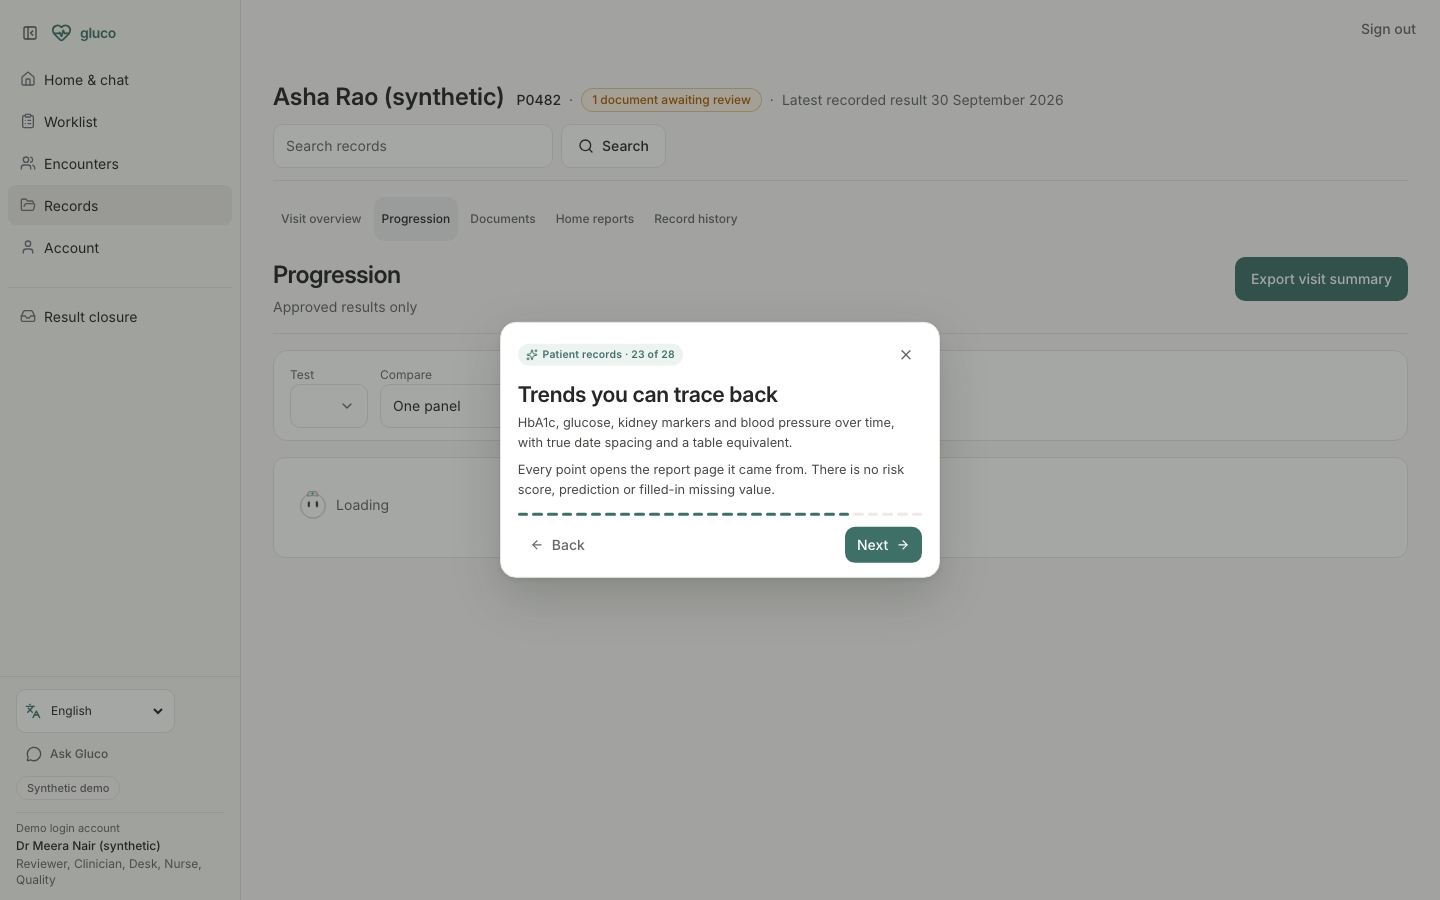 gluco
Sign out
Home & chat
Worklist
Encounters
Records
Account
Result closure
Asha Rao (synthetic) P0482 · 1 document awaiting review · Latest recorded result 30 September 2026
Search records
Search
Visit overview Progression Documents Home reports Record history
Progression
Export visit summary
Approved results only
Test
Compare
One panel
Loading
Patient records · 23 of 28
Trends you can trace back
HbA1c, glucose, kidney markers and blood pressure over time,
with true date spacing and a table equivalent.
Every point opens the report page it came from. There is no risk
score, prediction or filled-in missing value.
Back
Next
English
Ask Gluco
Synthetic demo
Demo login account
Dr Meera Nair (synthetic)
Reviewer, Clinician, Desk, Nurse,
Quality